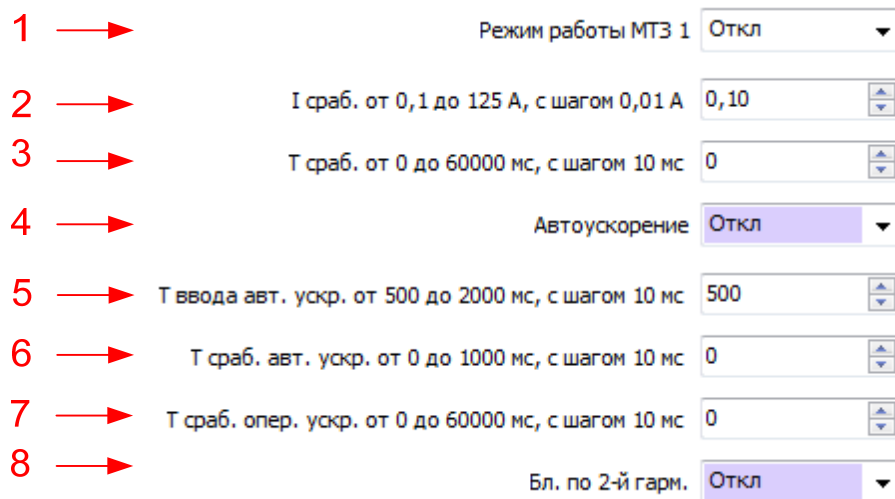 1 Режим работы МТЗ 1 Откл
2 I сраб. от 0,1 до 125 А, с шагом 0,01 А 0,10
3 Т сраб. от 0 до 60000 мс, с шагом 10 мс 0
4 Автоускорение Откл
5 Т ввода авт. ускр. от 500 до 2000 мс, с шагом 10 мс 500
6 Т сраб. авт. ускр. от 0 до 1000 мс, с шагом 10 мс 0
7 Т сраб. опер. ускр. от 0 до 60000 мс, с шагом 10 мс 0
8 Бл. по 2-й гарм. Откл